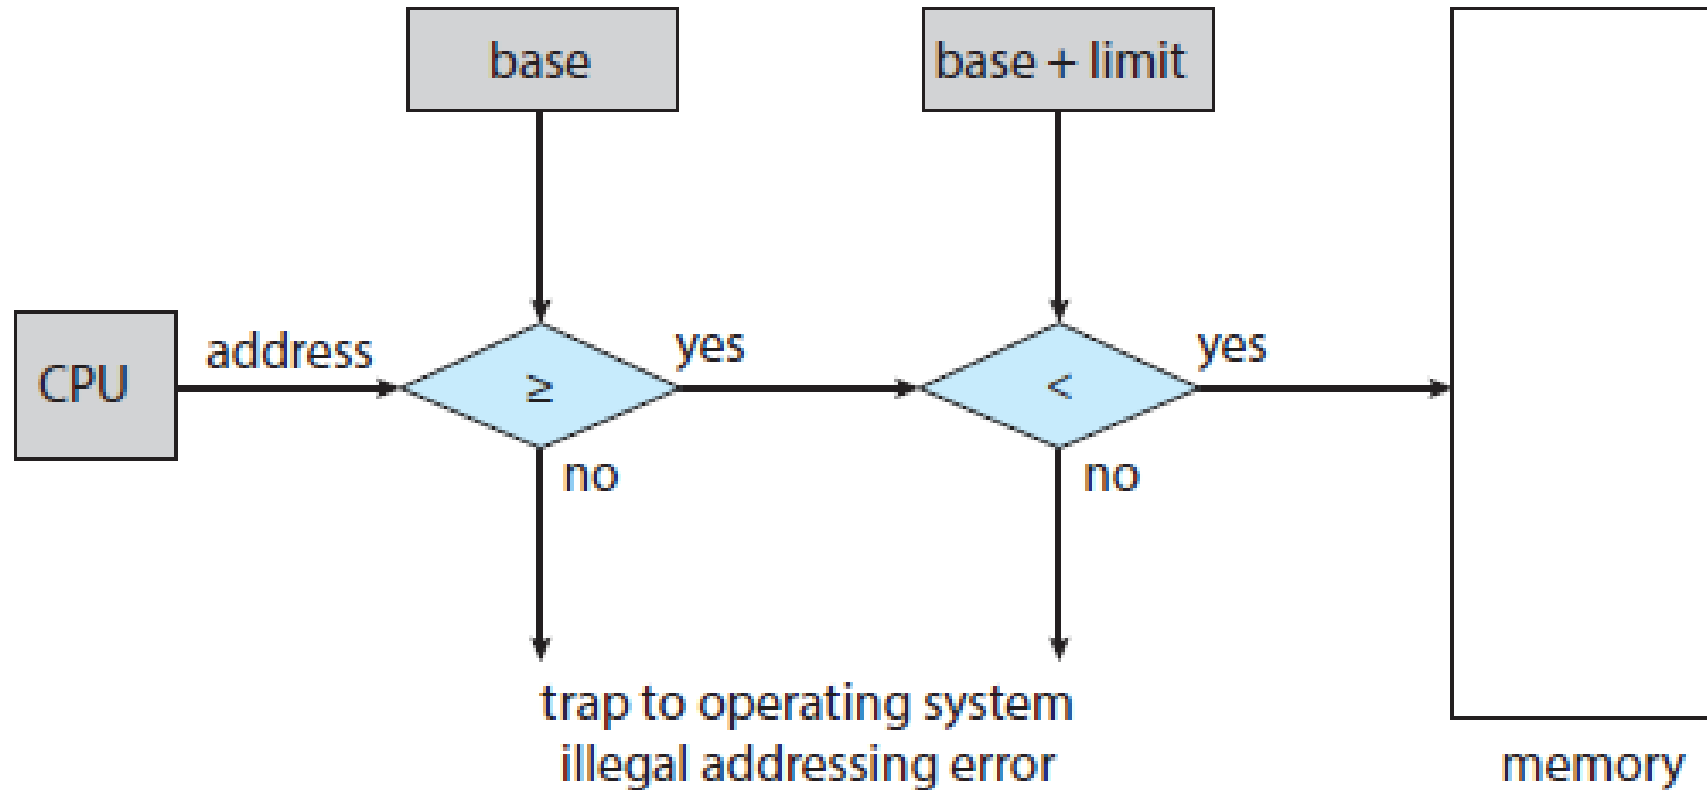 base
base + limit
CPU
address
≥
yes
<
yes
no
no
trap to operating system
illegal addressing error
memory